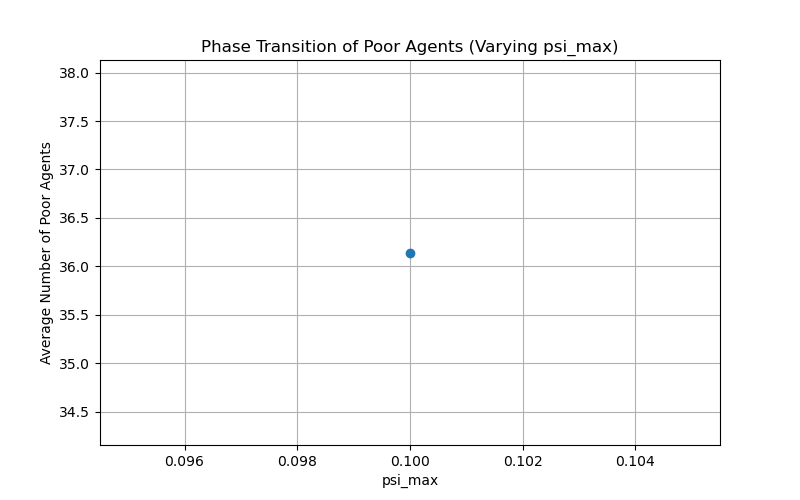 Phase Transition of Poor Agents (Varying psi_max)
Average Number of Poor Agents
38.0
37.5
37.0
36.5
36.0
35.5
35.0
34.5
0.096 0.098 0.100 0.102 0.104
psi_max